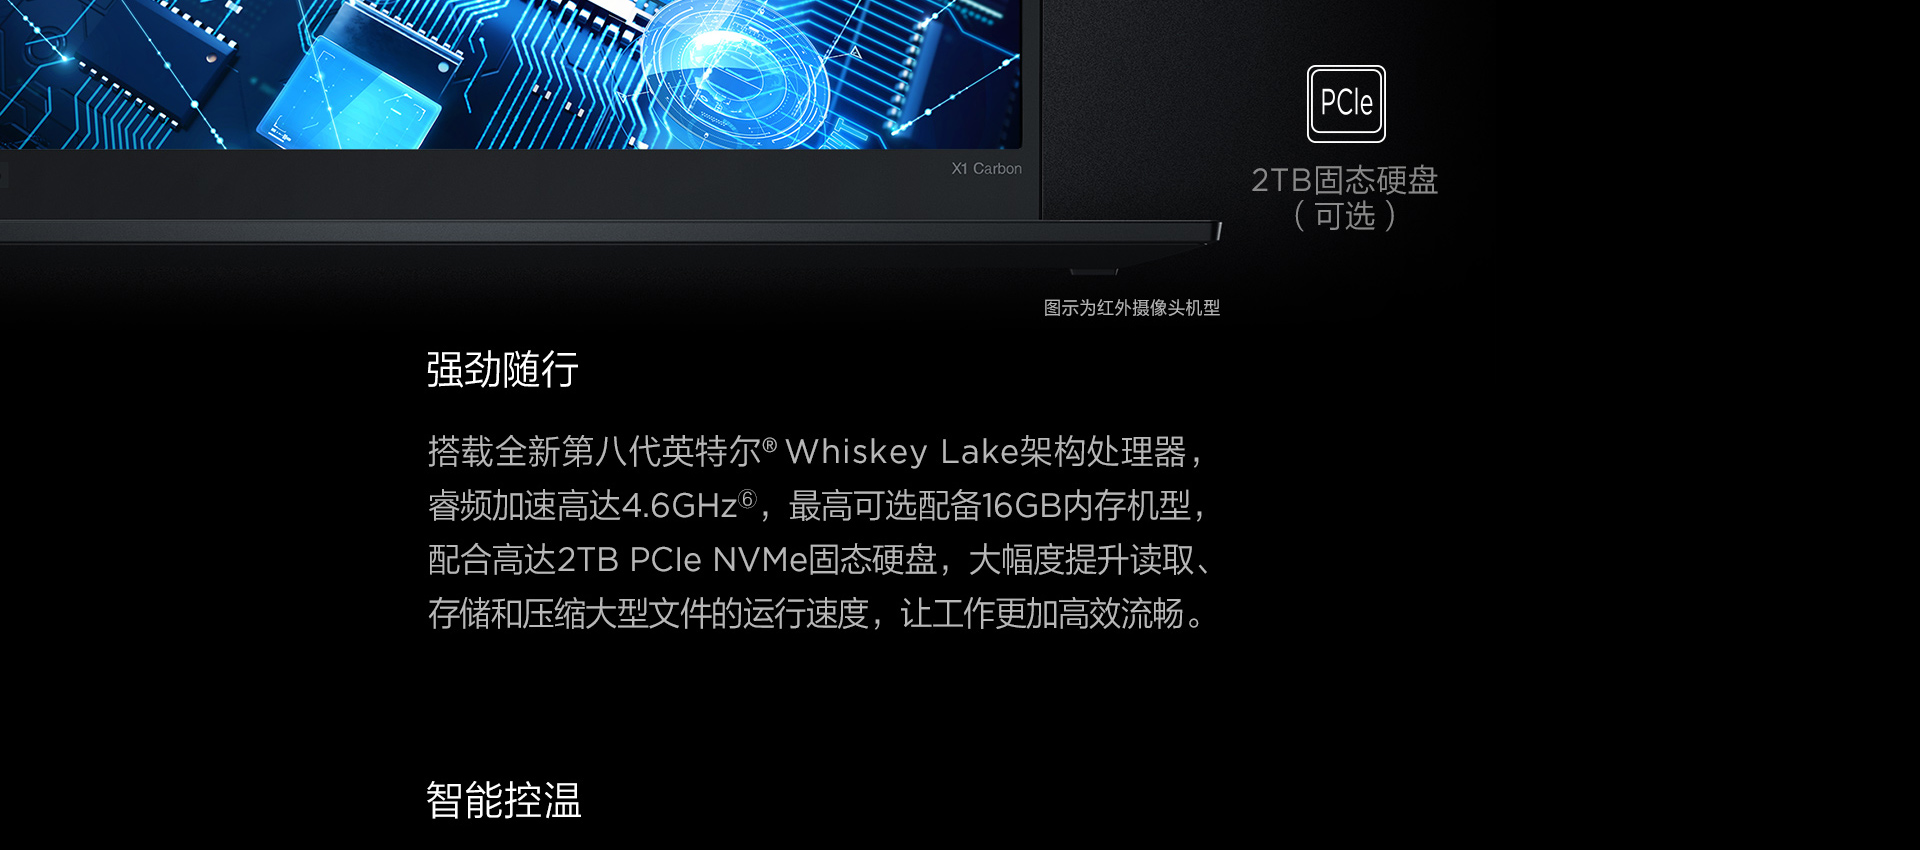 PCIe
X1 Carbon
2TB固态硬盘
（可选）
图示为红外摄像头机型
强劲随行
搭载全新第八代英特尔® Whiskey Lake架构处理器，
睿频加速高达4.6GHz⑥，最高可选配备16GB内存机型，
配合高达2TB PCIe NVMe固态硬盘，大幅度提升读取、
存储和压缩大型文件的运行速度，让工作更加高效流畅。
智能控温